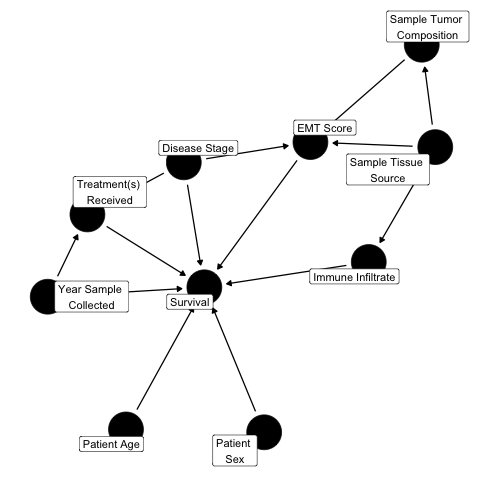 Sample Tumor
Composition
EMT Score
Disease Stage
Sample Tissue
Source
Treatment(s)
Received
Immune Infiltrate
Year Sample
Collected
Survival
Patient Age
Patient
Sex